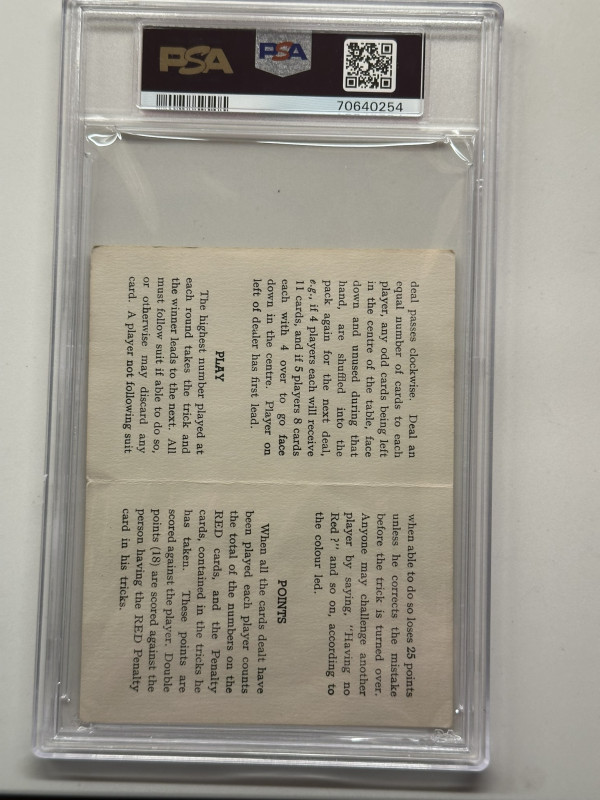 PSA
PSA
70640254
deal passes clockwise. Deal an
equal number of cards to each
player, any odd cards being left
in the centre of the table, face
down and unused during that
hand, are shuffled into the
pack again for the next deal,
e.g., if 4 players each will receive
11 cards, and if 5 players 8 cards
each with 4 over to go face
down in the centre. Player on
left of dealer has first lead.
PLAY
The highest number played at
each round takes the trick and
the winner leads to the next. All
must follow suit if able to do so,
or otherwise may discard any
card. A player not following suit
when able to do so loses 25 points
unless he corrects the mistake
before the trick is turned over.
Anyone may challenge another
player by saying, "Having no
Red?" and so on, according to
the colour led.
POINTS
When all the cards dealt have
been played each player counts
the total of the numbers on the
RED cards, and the Penalty
cards, contained in the tricks he
has taken. These points are
scored against the player. Double
points (18) are scored against the
person having the RED Penalty
card in his tricks.